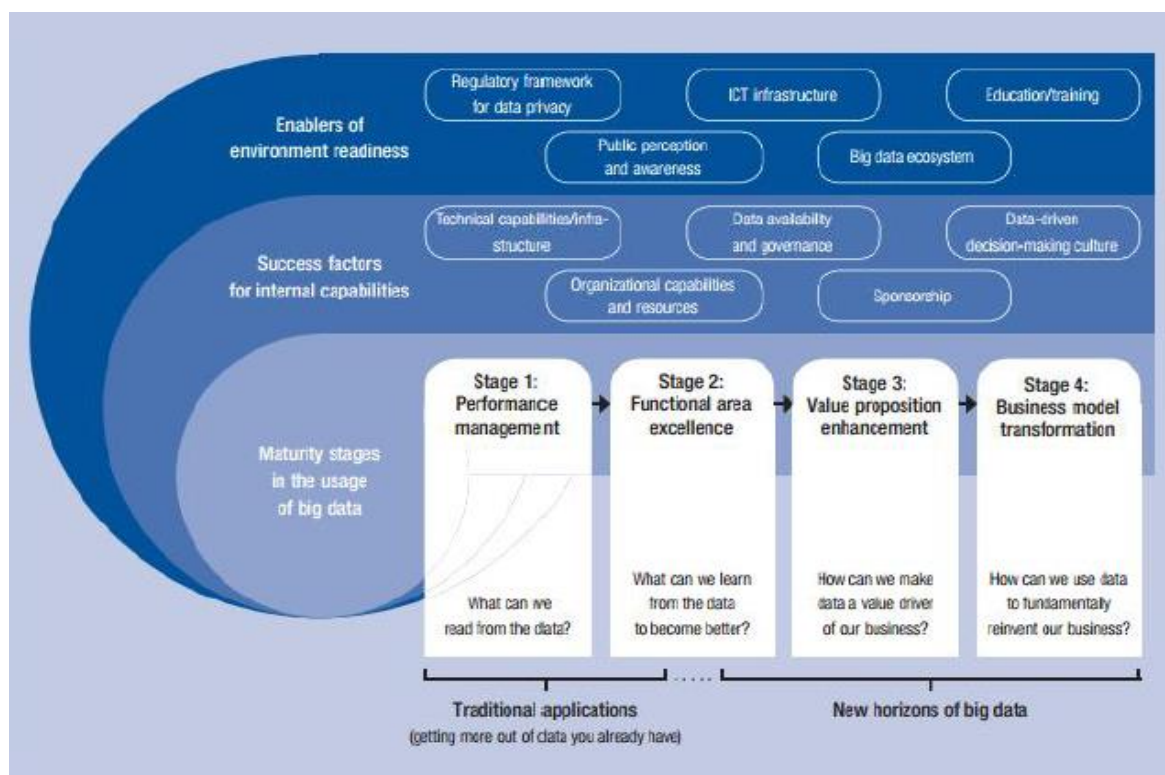 Enablers of
environment readiness
Regulatory framework
for data privacy
ICT infrastructure
Education/training
Public perception
and awareness
Big data ecosystem
Success factors
for internal capabilities
Technical capabilities/infra-
structure
Data availability
and governance
Data-driven
decision-making culture
Organizational capabilities
and resources
Sponsorship
Maturity stages
in the usage
of big data
Stage 1:
Performance
management
What can we
read from the data?
Stage 2:
Functional area
excellence
What can we learn
from the data
to become better?
Stage 3:
Value proposition
enhancement
How can we make
data a value driver
of our business?
Stage 4:
Business model
transformation
How can we use data
to fundamentally
reinvent our business?
Traditional applications
(getting more out of data you already have)
New horizons of big data